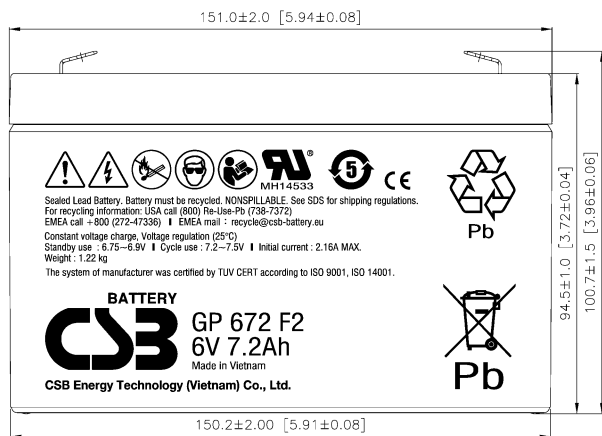 151.0±2.0 [5.94±0.08]
RU ®
MH14533
5
CE
Sealed Lead Battery. Battery must be recycled. NONSPILLABLE. See SDS for shipping regulations.
For recycling information: USA call (800) Re-Use-Pb (738-7372)
EMEA call +800 (272-47336) ❙ EMEA mail : recycle@csb-battery.eu
Constant voltage charge, Voltage regulation (25°C)
Standby use : 6.75~6.9V ❙ Cycle use : 7.2~7.5V ❙ Initial current : 2.16A MAX.
Weight : 1.22 kg
The system of manufacturer was certified by TUV CERT according to ISO 9001, ISO 14001.
Pb
94.5±1.0 [3.72±0.04]
100.7±1.5 [3.96±0.06]
BATTERY
CSB
GP 672 F2
6V 7.2Ah
Made in Vietnam
CSB Energy Technology (Vietnam) Co., Ltd.
Pb
150.2±2.00 [5.91±0.08]